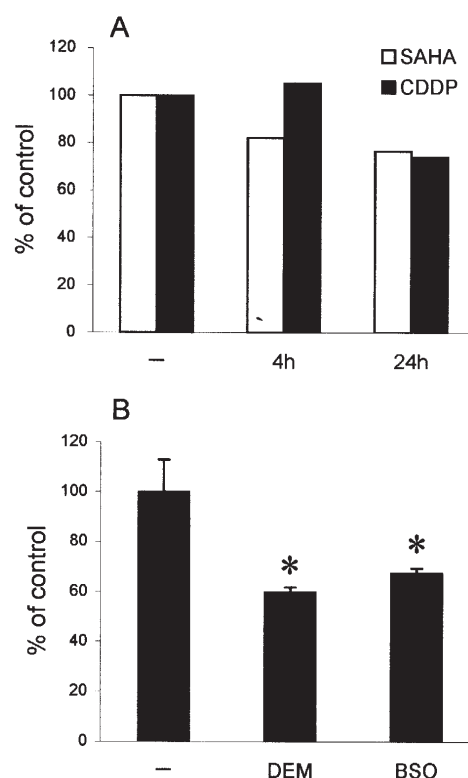 A
SAHA
CDDP
% of control
120
100
80
60
40
20
0
– 4h 24h
B
% of control
120
100
80
60
40
20
0
* *
– DEM BSO